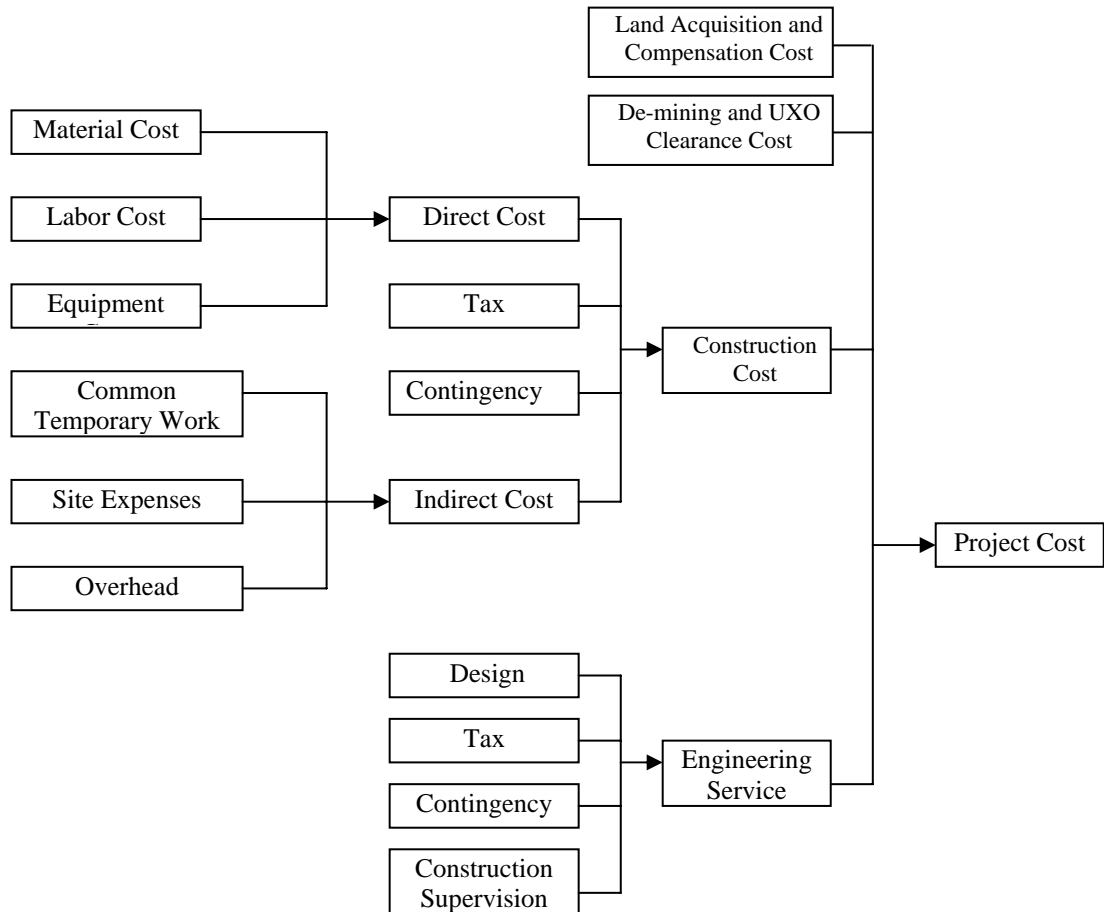 Land Acquisition and
Compensation Cost
De-mining and UXO
Clearance Cost
Material Cost
Labor Cost
Equipment
Direct Cost
Tax
Contingency
Construction
Cost
Common
Temporary Work
Site Expenses
Overhead
Indirect Cost
Project Cost
Design
Tax
Contingency
Construction
Supervision
Engineering
Service